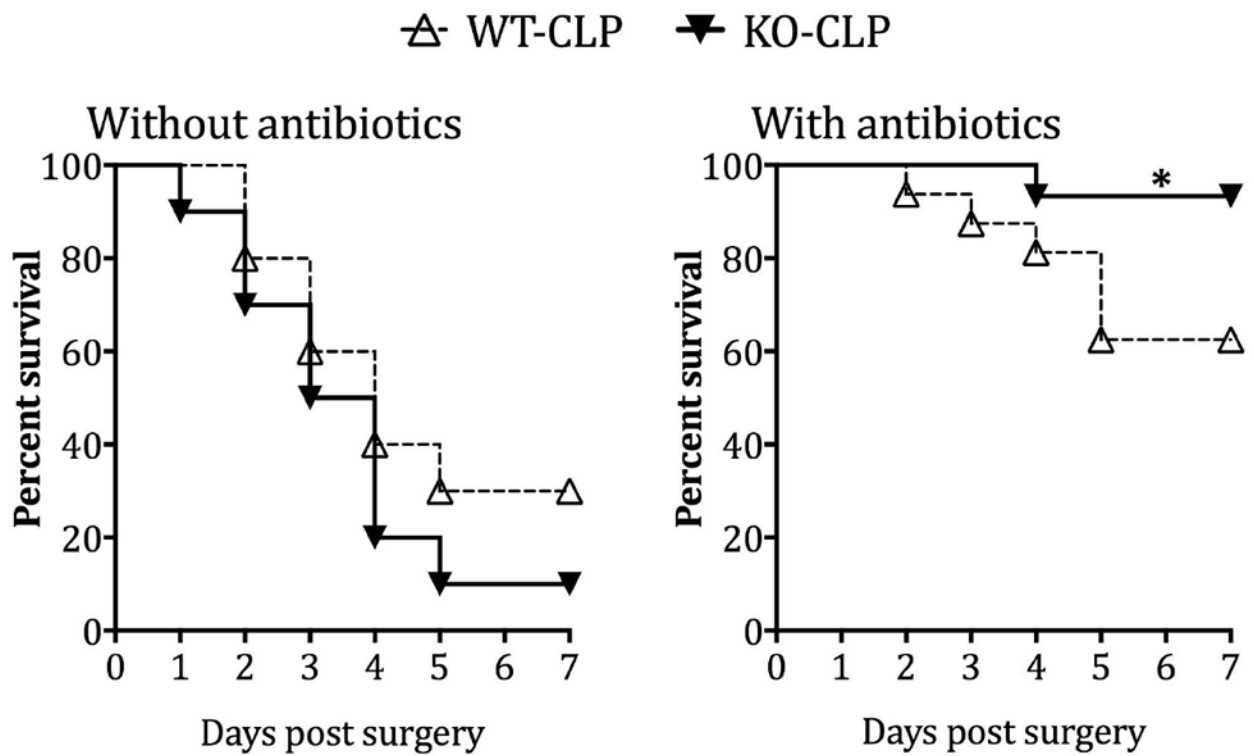 WT-CLP KO-CLP
Without antibiotics
With antibiotics
Percent survival
100
80
60
40
20
0
0 1 2 3 4 5 6 7
Days post surgery
Percent survival
100
80
60
40
20
0
*
0 1 2 3 4 5 6 7
Days post surgery